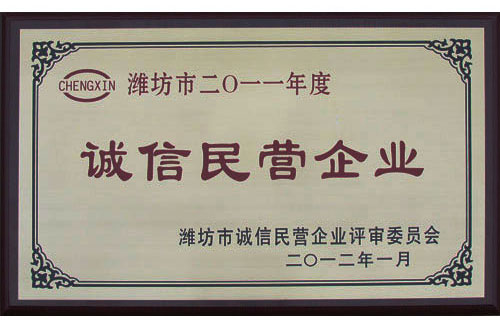 CHENGXIN 潍坊市二〇一一年度
诚信民营企业
潍坊市诚信民营企业评审委员会
二〇一二年一月